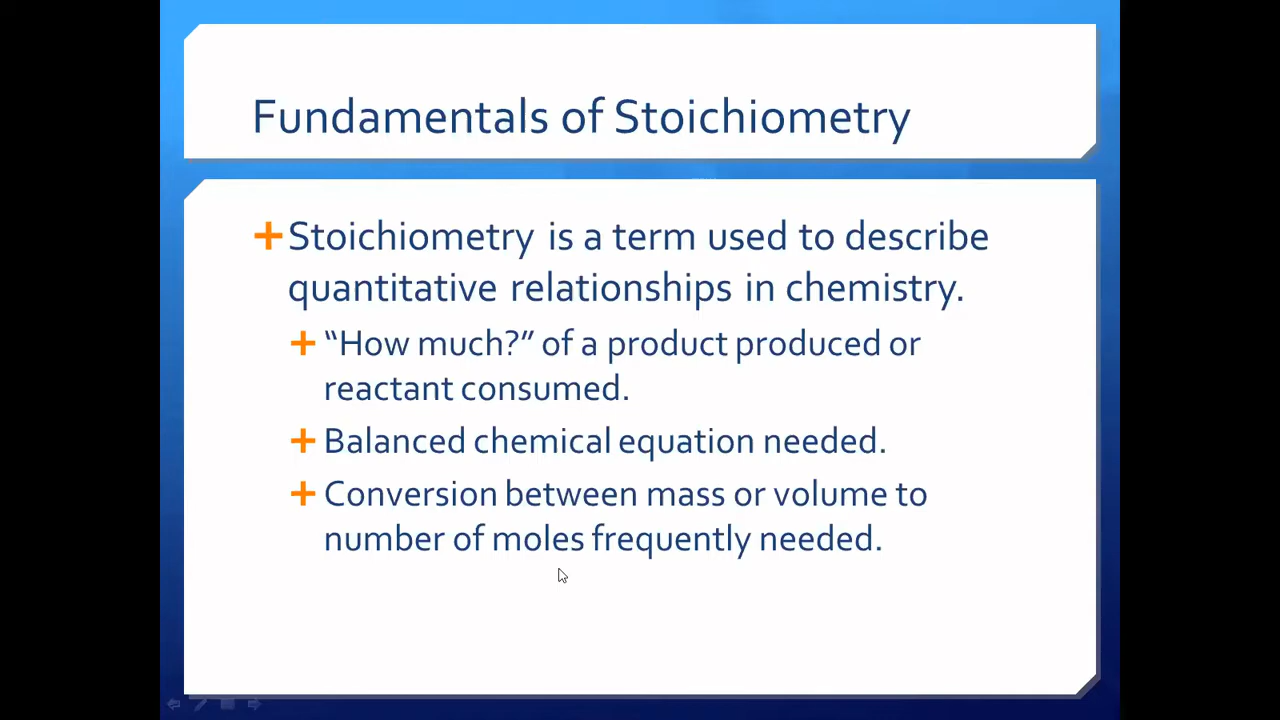 Fundamentals of Stoichiometry
Stoichiometry is a term used to describe
quantitative relationships in chemistry.
“How much?” of a product produced or
reactant consumed.
Balanced chemical equation needed.
Conversion between mass or volume to
number of moles frequently needed.